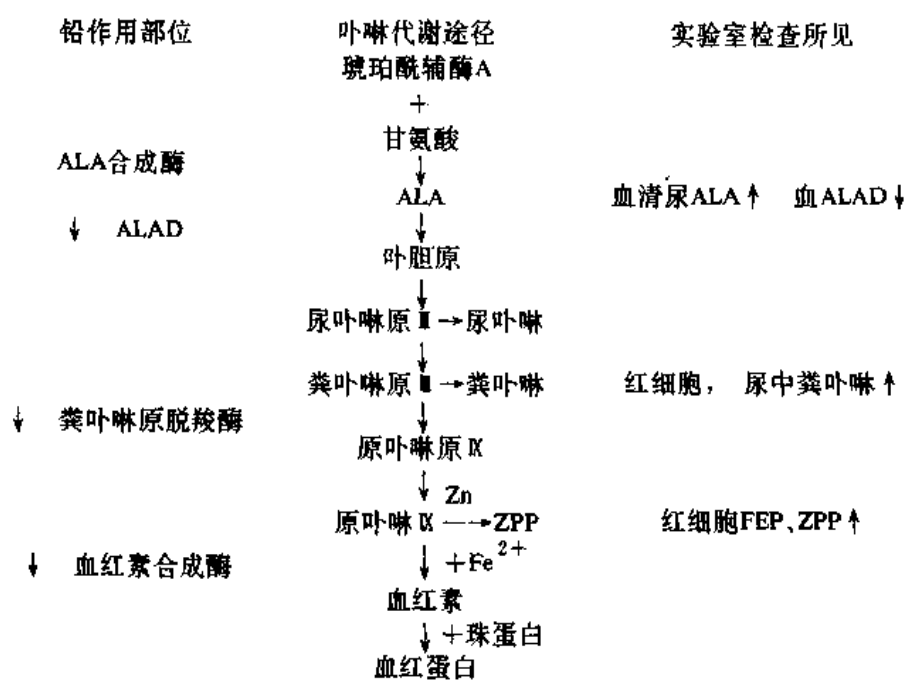 铅作用部位 卟啉代谢途径 实验室检查所见
琥珀酰辅酶A
+
甘氨酸
ALA合成酶
↓
ALA 血清尿ALA↑ 血ALAD↓
↓ ALAD ↓
卟胆原
↓
尿卟啉原Ⅲ→尿卟啉
↓
粪卟啉原Ⅲ→粪卟啉 红细胞, 尿中粪卟啉↑
↓ 粪卟啉原脱羧酶 ↓
原卟啉原Ⅸ
↓ Zn
原卟啉Ⅸ—→ZPP 红细胞FEP、ZPP↑
↓ 血红素合成酶 ↓+Fe2+
血红素
↓+珠蛋白
血红蛋白